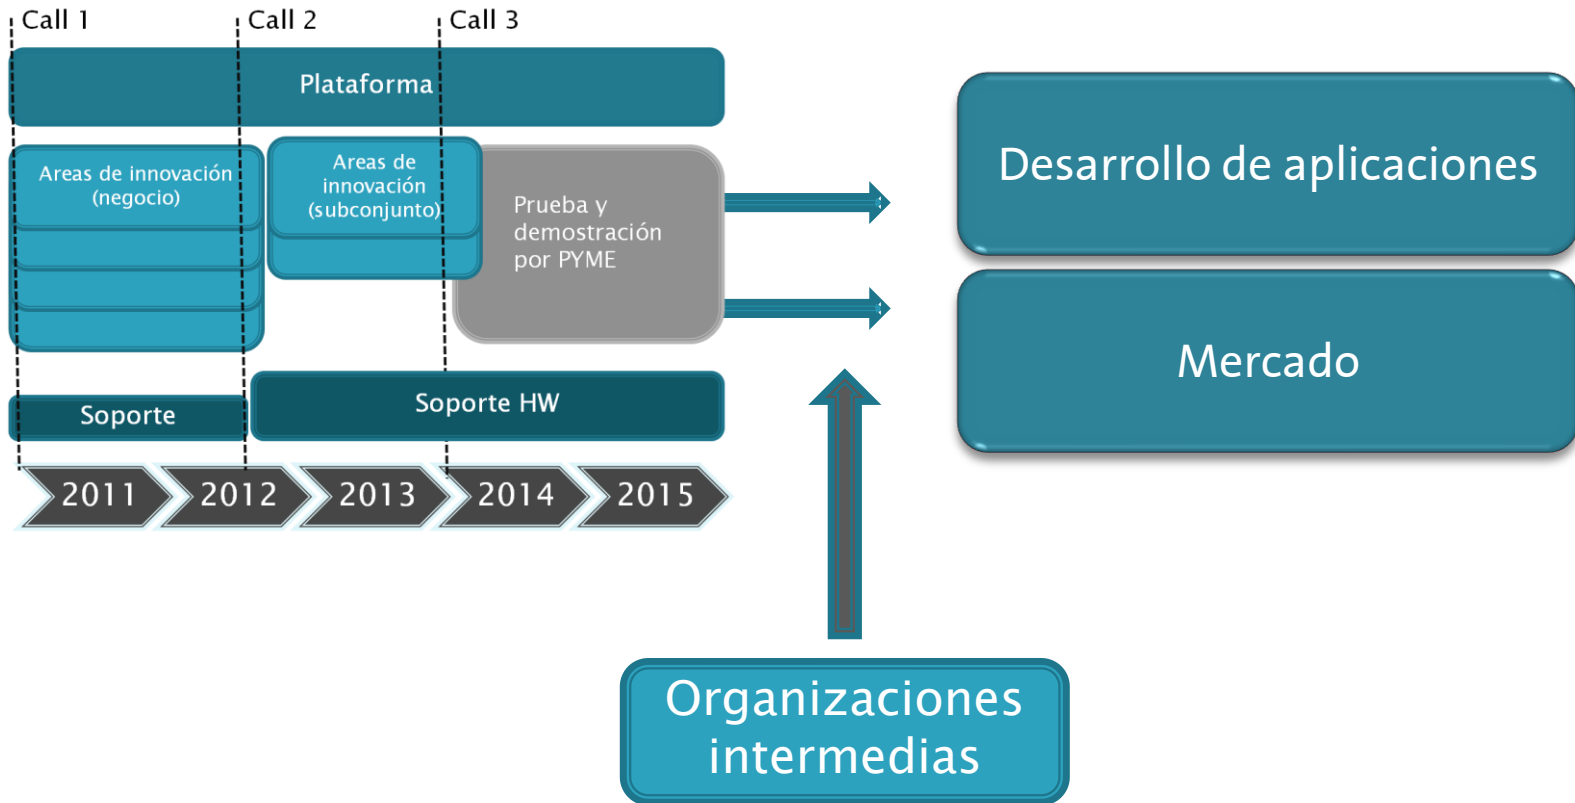 Call 1
Call 2
Call 3
Plataforma
Areas de innovación
(negocio)
Areas de
innovación
(subconjunto)
Prueba y
demostración
por PYME
Soporte
Soporte HW
2011
2012
2013
2014
2015
Desarrollo de aplicaciones
Mercado
Organizaciones
intermedias